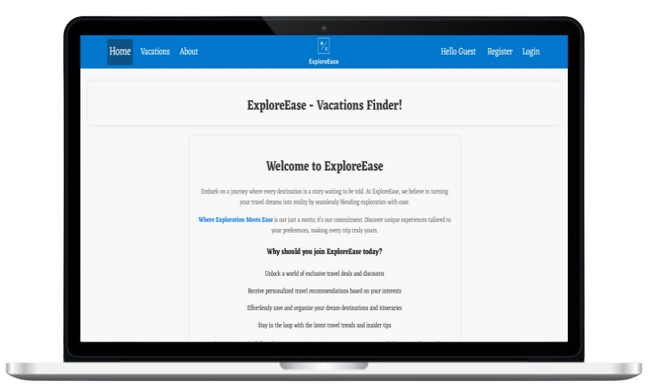 Home Vacations About
ExploreEase
Hello Guest Register Login
ExploreEase - Vacations Finder!
Welcome to ExploreEase
Embark on a journey where every destination is a story waiting to be told. At ExploreEase, we believe in turning
your travel dreams into reality by seamlessly blending exploration with ease.
Where Exploration Meets Ease is not just a motto; it's our commitment. Discover unique experiences tailored to
your preferences, making every trip truly yours.
Why should you join ExploreEase today?
Unlock a world of exclusive travel deals and discounts
Receive personalized travel recommendations based on your interests
Effortlessly save and organize your dream destinations and itineraries
Stay in the loop with the latest travel trends and insider tips